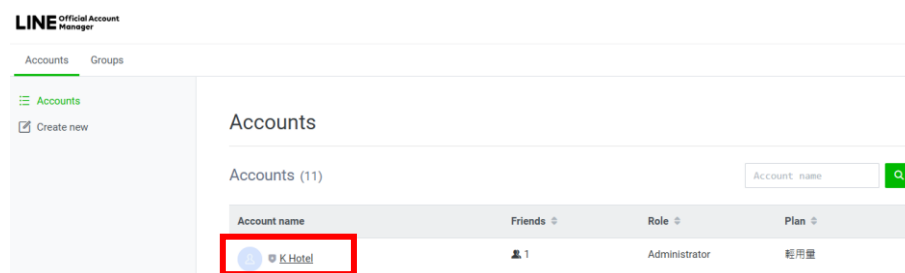 LINE Official Account Manager
Accounts Groups
Accounts
Create new
Accounts
Accounts (11)
Account name
Account name Friends Role Plan
K Hotel 1 Administrator 輕用量